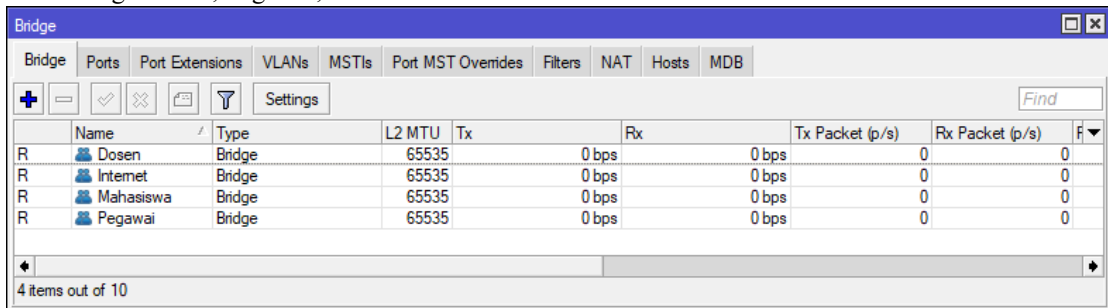 Bridge
Bridge Ports Port Extensions VLANs MSTIs Port MST Overrides Filters NAT Hosts MDB
Settings Find
Name Type L2 MTU Tx Rx Tx Packet (p/s) Rx Packet (p/s)
R Dosen Bridge 65535 0 bps 0 bps 0 0
R Internet Bridge 65535 0 bps 0 bps 0 0
R Mahasiswa Bridge 65535 0 bps 0 bps 0 0
R Pegawai Bridge 65535 0 bps 0 bps 0 0
4 items out of 10